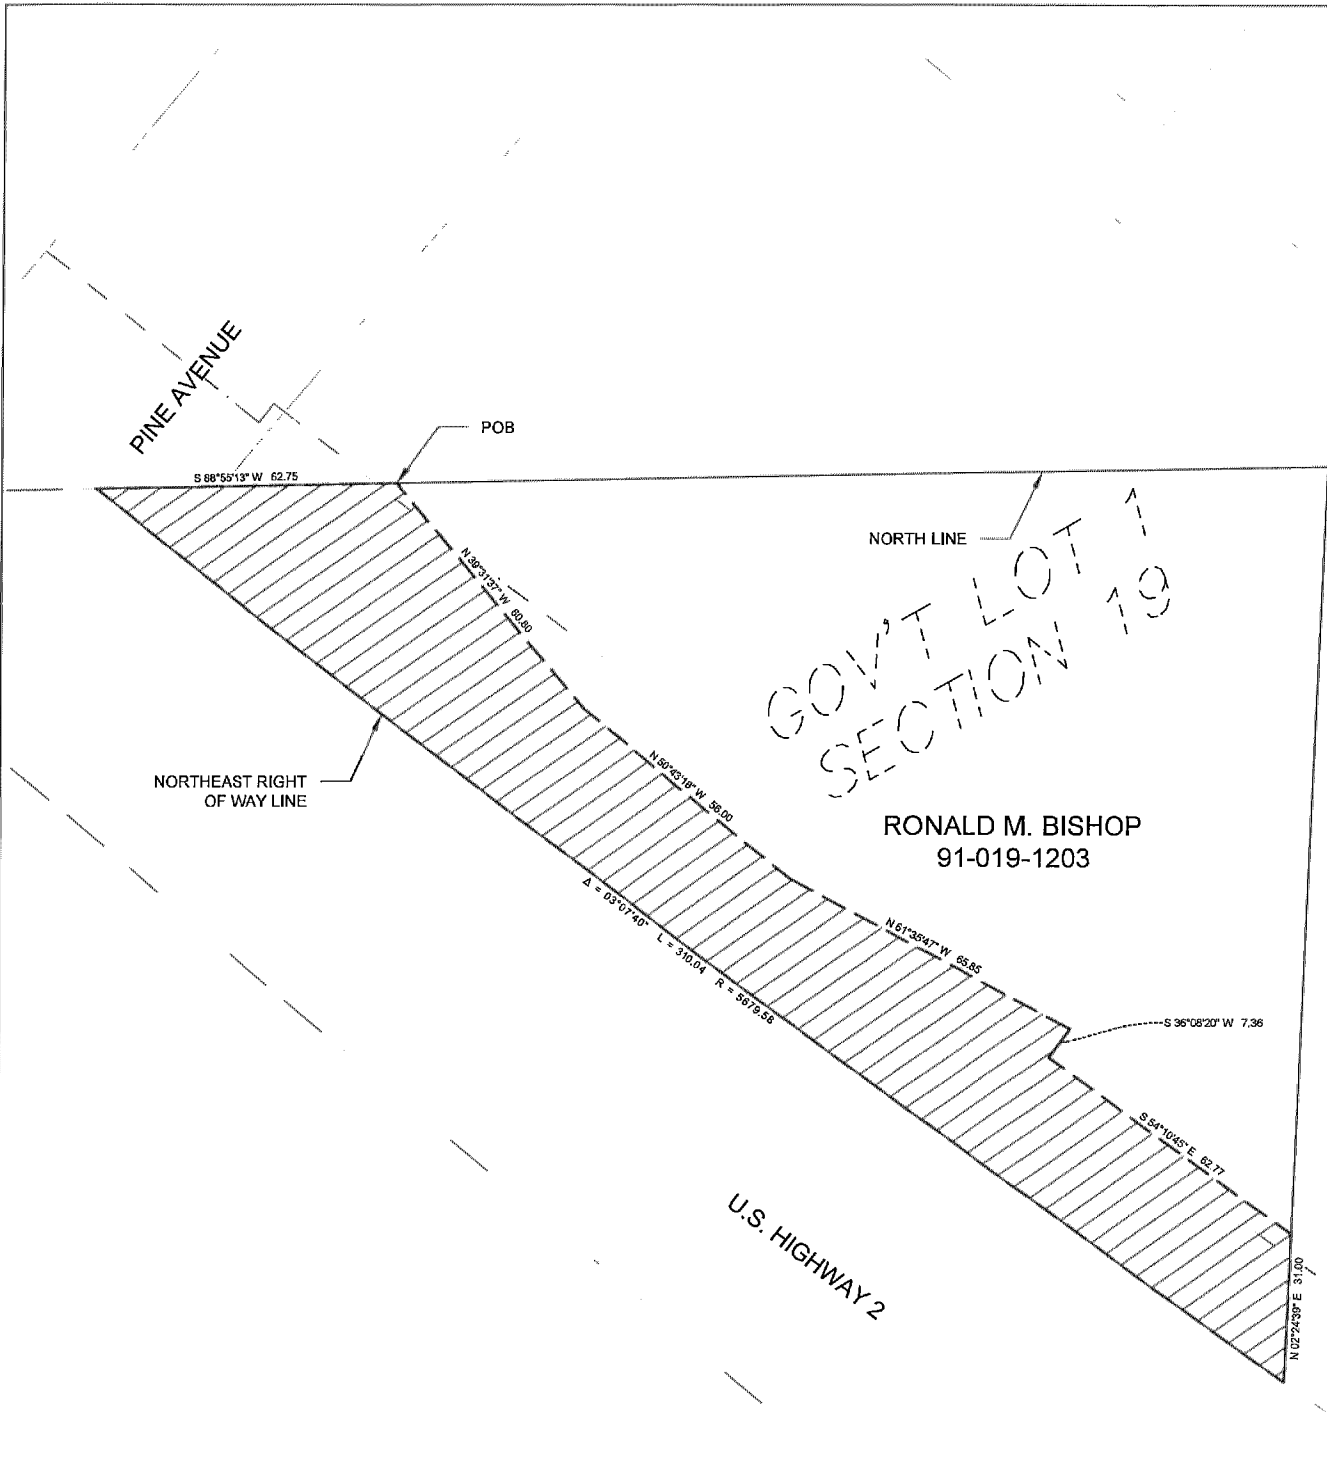 PINE AVENUE
POB
S 88°55'13" W 62.75
NORTH LINE
GOV'T LOT 1
SECTION 19
N 39°31'37" W 60.80
NORTHEAST RIGHT
OF WAY LINE
N 50°43'18" W 56.00
RONALD M. BISHOP
91-019-1203
Δ = 03°07'40" L = 310.04 R = 5679.58
N 61°35'47" W 65.85
S 36°08'20" W 7.36
S 54°10'45" E 62.77
U.S. HIGHWAY 2
N 02°24'39" E 31.00